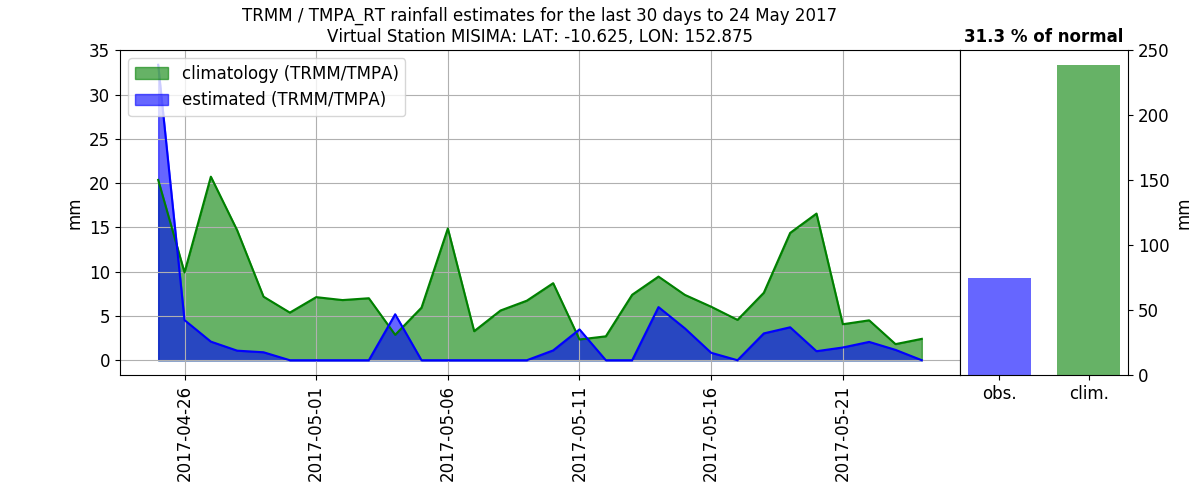 TRMM / TMPA_RT rainfall estimates for the last 30 days to 24 May 2017
Virtual Station MISIMA: LAT: -10.625, LON: 152.875
31.3 % of normal
climatology (TRMM/TMPA)
estimated (TRMM/TMPA)
35
30
25
20
15
10
5
0
mm
2017-04-26
2017-05-01
2017-05-06
2017-05-11
2017-05-16
2017-05-21
250
200
150
100
50
0
mm
obs.
clim.